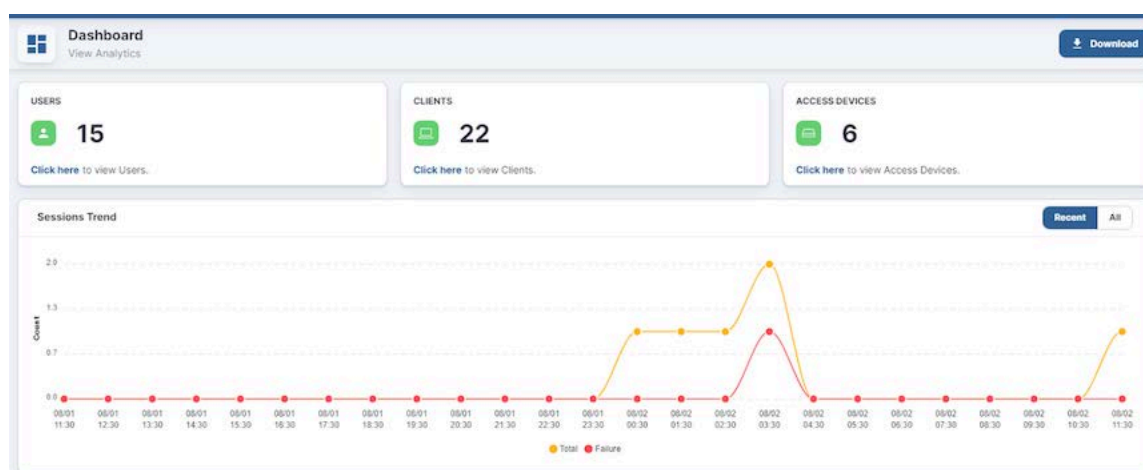 Dashboard
View Analytics
Download
USERS
15
Click here to view Users.
CLIENTS
22
Click here to view Clients.
ACCESS DEVICES
6
Click here to view Access Devices.
Sessions Trend
Recent All
2.0
1.3
0.7
0.0
Count
08/01 08/01 08/01 08/01 08/01 08/01 08/01 08/01 08/01 08/01 08/01 08/01 08/01 08/02 08/02 08/02 08/02 08/02 08/02 08/02 08/02 08/02 08/02 08/02 08/02
11:30 12:30 13:30 14:30 15:30 16:30 17:30 18:30 19:30 20:30 21:30 22:30 23:30 00:30 01:30 02:30 03:30 04:30 05:30 06:30 07:30 08:30 09:30 10:30 11:30
Total Failure